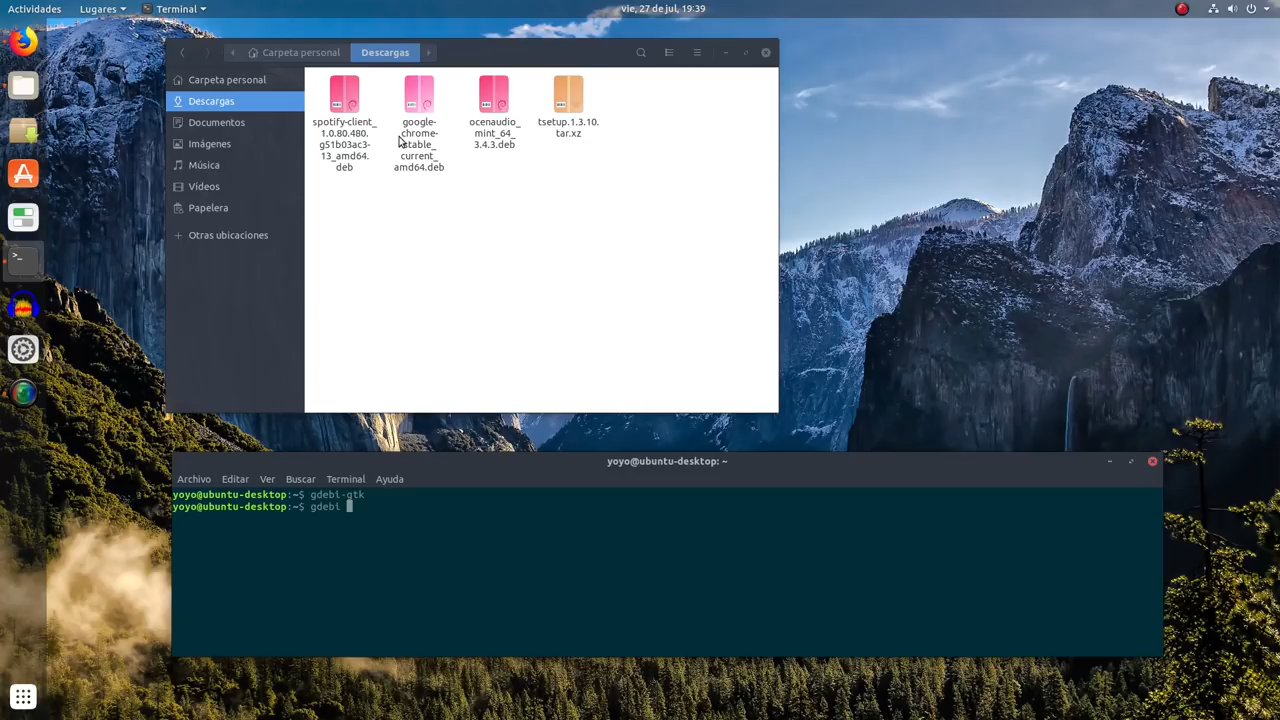 Actividades Lugares Terminal vie, 27 de jul, 19:39
Carpeta personal Descargas
Carpeta personal
Descargas
Documentos
Imágenes
Música
Vídeos
Papelera
Otras ubicaciones
spotify-client_
1.0.80.480.
g51b03ac3-
13_amd64.
deb
google-
chrome-
stable_
current_
amd64.deb
ocenaudio_
mint_64_
3.4.3.deb
tsetup.1.3.10.
tar.xz
yoyo@ubuntu-desktop: ~
Archivo Editar Ver Buscar Terminal Ayuda
yoyo@ubuntu-desktop:~$ gdebi-gtk
yoyo@ubuntu-desktop:~$ gdebi